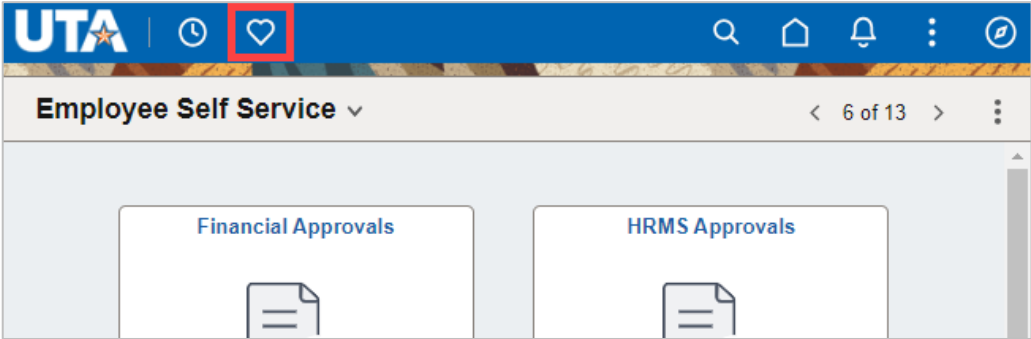 UTA
Employee Self Service
6 of 13
Financial Approvals
HRMS Approvals